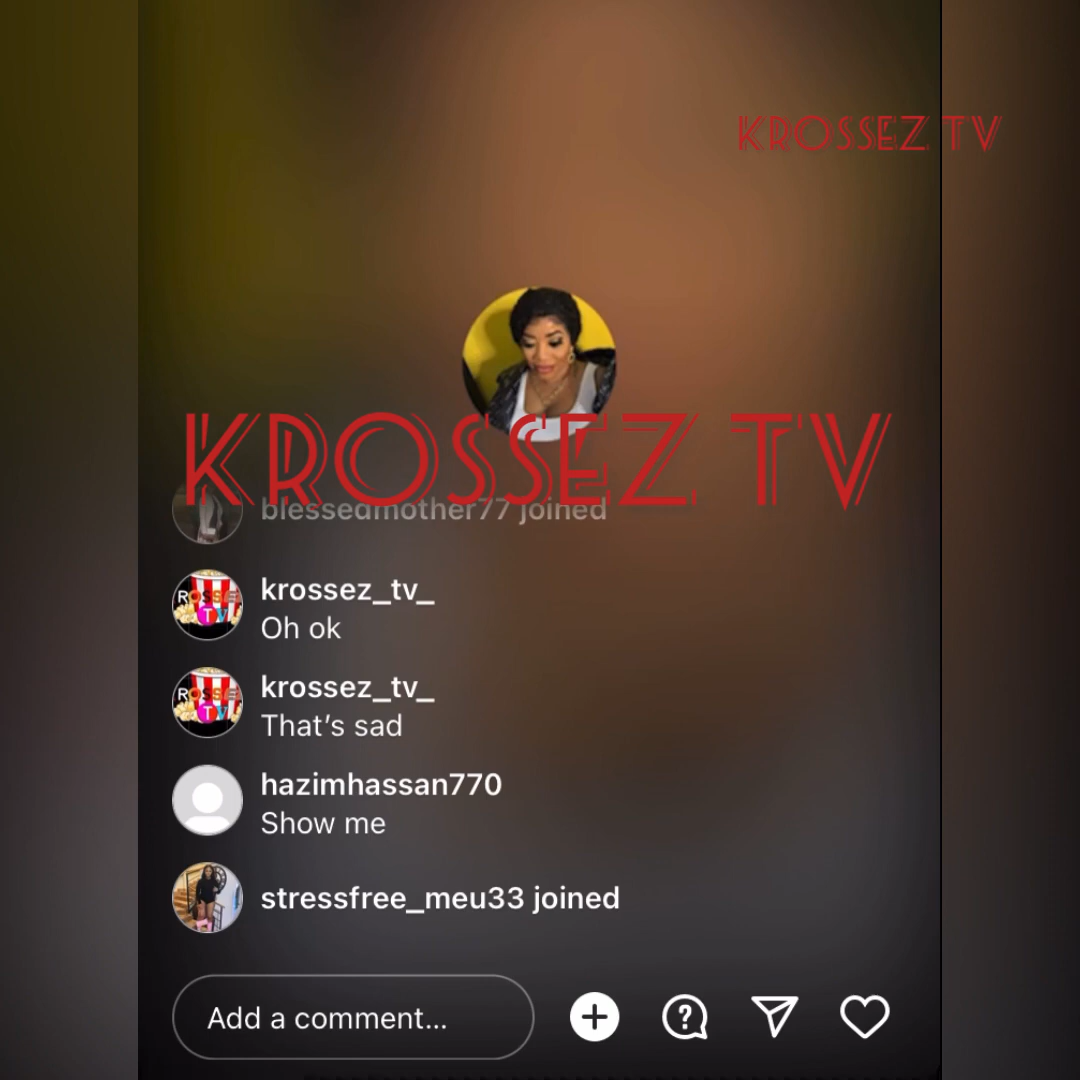 KROSSEZ TV
KROSSEZ TV
blessedmother77 joined
krossez_tv_
Oh ok
krossez_tv_
That’s sad
hazimhassan770
Show me
stressfree_meu33 joined
Add a comment...